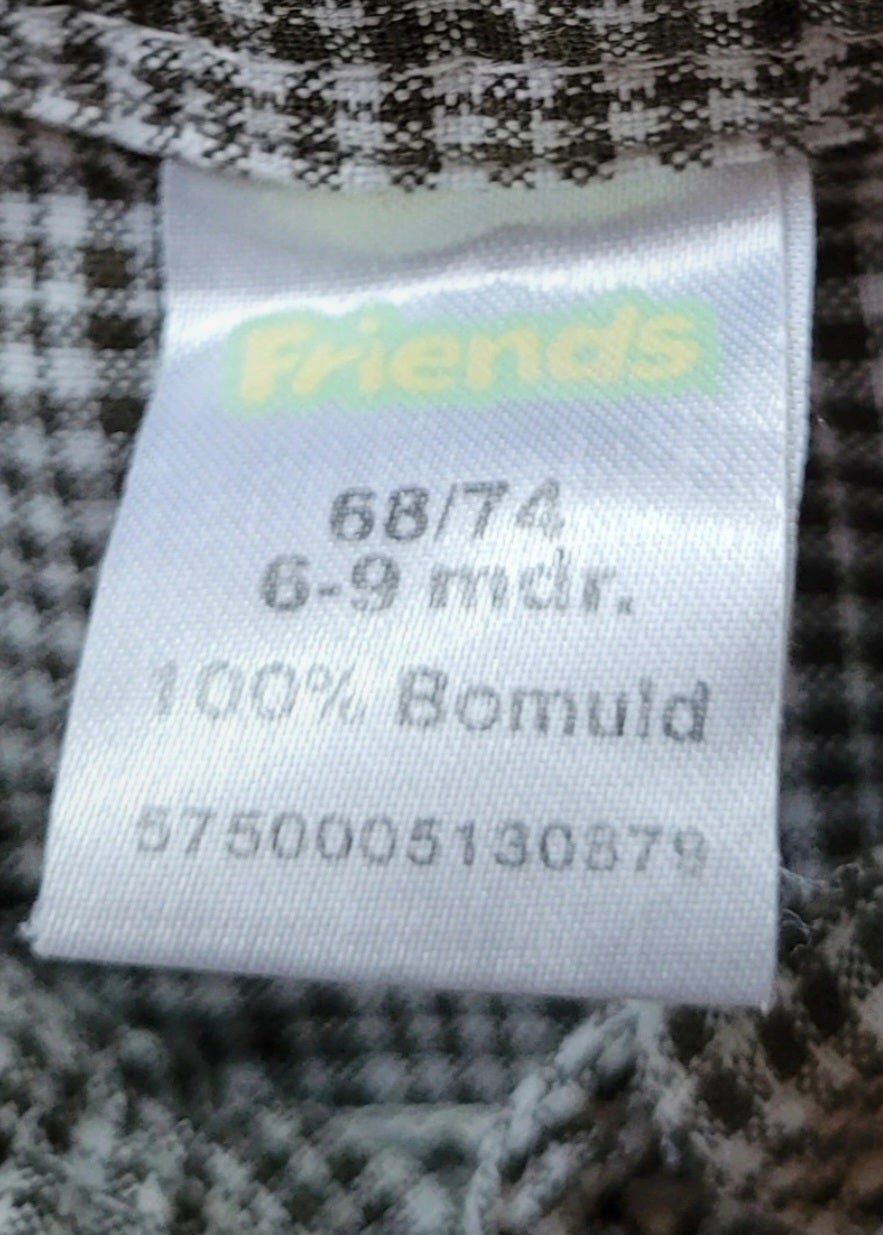 Friends
68/74
6-9 mdr.
100% Bomuld
5750005130879